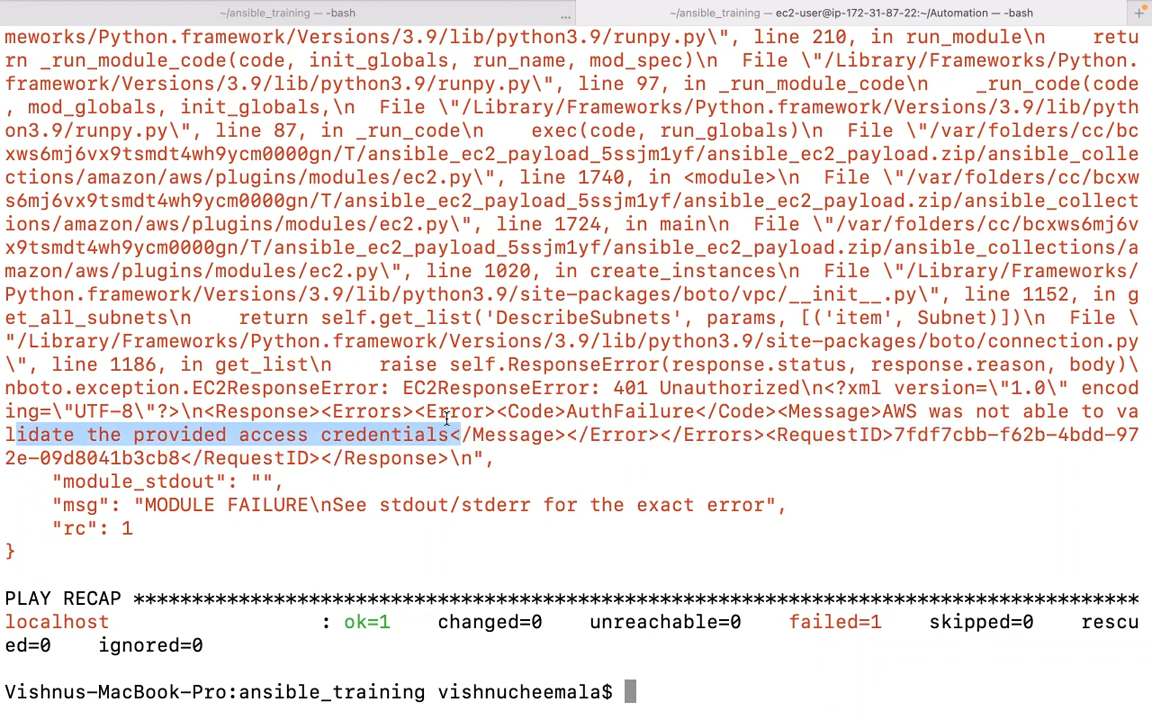 ~/ansible_training — -bash ... ~/ansible_training — ec2-user@ip-172-31-87-22:~/Automation — -bash +
meworks/Python.framework/Versions/3.9/lib/python3.9/runpy.py\", line 210, in run_module\n    retu
rn _run_module_code(code, init_globals, run_name, mod_spec)\n  File \"/Library/Frameworks/Python.
framework/Versions/3.9/lib/python3.9/runpy.py\", line 97, in _run_module_code\n    _run_code(code
, mod_globals, init_globals,\n  File \"/Library/Frameworks/Python.framework/Versions/3.9/lib/pyth
on3.9/runpy.py\", line 87, in _run_code\n    exec(code, run_globals)\n  File \"/var/folders/cc/bc
xws6mj6vx9tsmdt4wh9ycm0000gn/T/ansible_ec2_payload_5ssjm1yf/ansible_ec2_payload.zip/ansible_colle
ctions/amazon/aws/plugins/modules/ec2.py\", line 1740, in <module>\n  File \"/var/folders/cc/bcxw
s6mj6vx9tsmdt4wh9ycm0000gn/T/ansible_ec2_payload_5ssjm1yf/ansible_ec2_payload.zip/ansible_collect
ions/amazon/aws/plugins/modules/ec2.py\", line 1724, in main\n  File \"/var/folders/cc/bcxws6mj6v
x9tsmdt4wh9ycm0000gn/T/ansible_ec2_payload_5ssjm1yf/ansible_ec2_payload.zip/ansible_collections/a
mazon/aws/plugins/modules/ec2.py\", line 1020, in create_instances\n  File \"/Library/Frameworks/
Python.framework/Versions/3.9/lib/python3.9/site-packages/boto/vpc/__init__.py\", line 1152, in g
et_all_subnets\n    return self.get_list('DescribeSubnets', params, [('item', Subnet)])\n  File \
"/Library/Frameworks/Python.framework/Versions/3.9/lib/python3.9/site-packages/boto/connection.py
\", line 1186, in get_list\n    raise self.ResponseError(response.status, response.reason, body)\
nboto.exception.EC2ResponseError: EC2ResponseError: 401 Unauthorized\n<?xml version=\"1.0\" encod
ing=\"UTF-8\"?>\n<Response><Errors><Error><Code>AuthFailure</Code><Message>AWS was not able to va
lidate the provided access credentials</Message></Error></Errors><RequestID>7fdf7cbb-f62b-4bdd-97
2e-09d8041b3cb8</RequestID></Response>\n",
    "module_stdout": "",
    "msg": "MODULE FAILURE\nSee stdout/stderr for the exact error",
    "rc": 1
}
PLAY RECAP **************************************************************************************
localhost                  : ok=1    changed=0    unreachable=0    failed=1    skipped=0    rescu
ed=0    ignored=0
Vishnus-MacBook-Pro:ansible_training vishnucheemala$